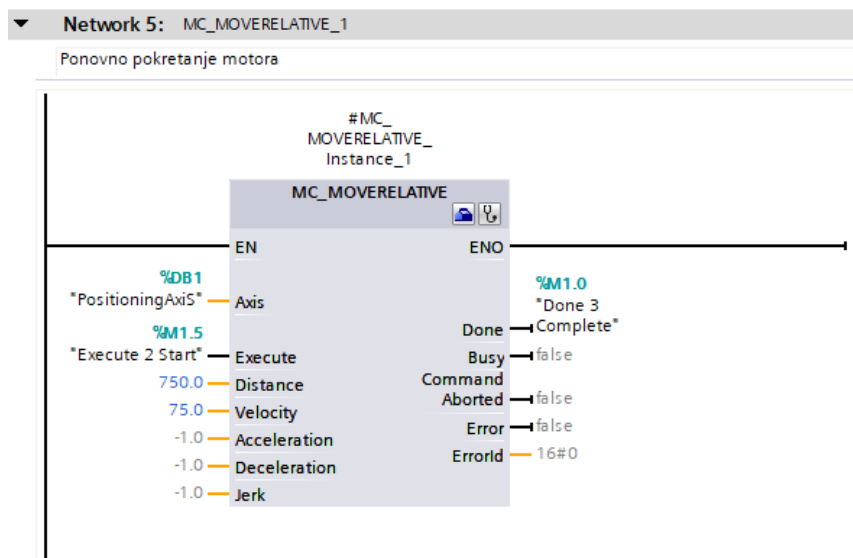 Network 5: MC_MOVERELATIVE_1
Ponovno pokretanje motora
#MC_
MOVERELATIVE_
Instance_1
MC_MOVERELATIVE
EN ENO
%DB1
"PositioningAxiS" Axis
%M1.0
"Done 3
Done Complete"
%M1.5
"Execute 2 Start" Execute
Busy false
750.0 Distance
Command
Aborted false
75.0 Velocity
Error false
-1.0 Acceleration
ErrorId 16#0
-1.0 Deceleration
-1.0 Jerk